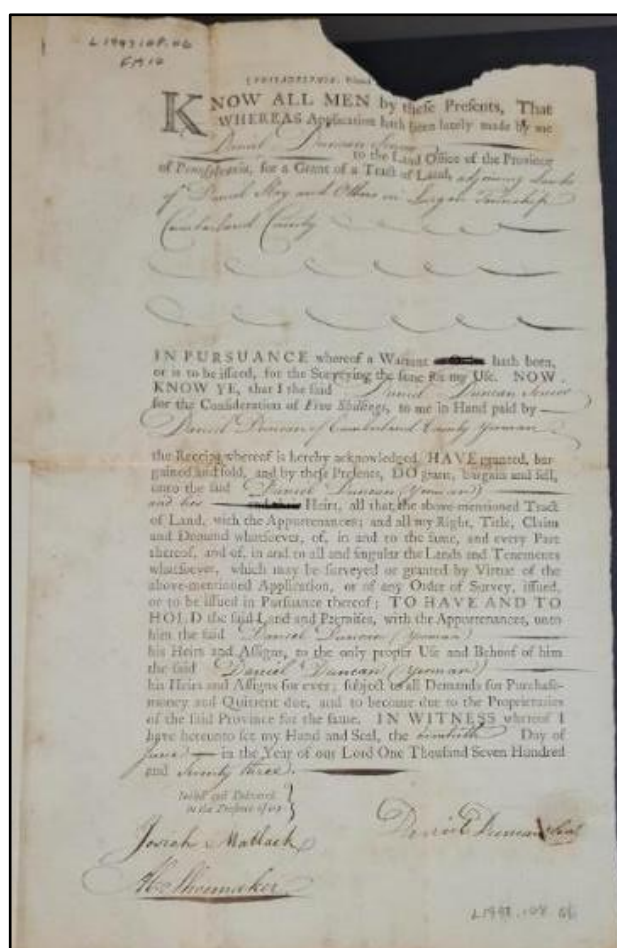 L1998.108.06
EA10
[PHILADELPHIA: Printed
KNOW ALL MEN by these Presents, That
WHEREAS Application hath been lately made by me
Daniel Duncan Senior
to the Land Office of the Province
of Pennsylvania, for a Grant of a Tract of Land, adjoining Lands
of Daniel and Others in Lurgan Township
Cumberland County
IN PURSUANCE whereof a Warrant hath been,
or is to be issued, for the Surveying the same for my Use. NOW
KNOW YE, that I the said Daniel Duncan Senior
for the Consideration of Five Shillings, to me in Hand paid by
Daniel Duncan of Cumberland County Yeoman
the Receipt whereof is hereby acknowledged, HAVE granted, bar-
gained and sold, and by these Presents, DO grant, bargain and sell,
unto the said Daniel Duncan (Yeoman)
and his Heirs, all that the above-mentioned Tract
of Land, with the Appurtenances; and all my Right, Title, Claim
and Demand whatsoever, of, in and to the same, and every Part
thereof, and of, in and to all and singular the Lands and Tenements
whatsoever, which may be surveyed or granted by Virtue of the
above-mentioned Application, or of any Order of Survey, issued,
or to be issued in Pursuance thereof; TO HAVE AND TO
HOLD the said Land and Premises, with the Appurtenances, unto
him the said Daniel Duncan (Yeoman)
his Heirs and Assigns, to the only proper Use and Behoof of him
the said Daniel Duncan (Yeoman)
his Heirs and Assigns for ever; subject to all Demands for Purchase-
money and Quitrent due, and to become due to the Proprietaries
of the said Province for the same. IN WITNESS whereof I
have hereunto set my Hand and Seal, the Day of
June in the Year of our Lord One Thousand Seven Hundred
and Seventy three.
Sealed and Delivered
in the Presence of us
Daniel Duncan Seal
Josiah Matlack
Shoemaker
L1998.108.06